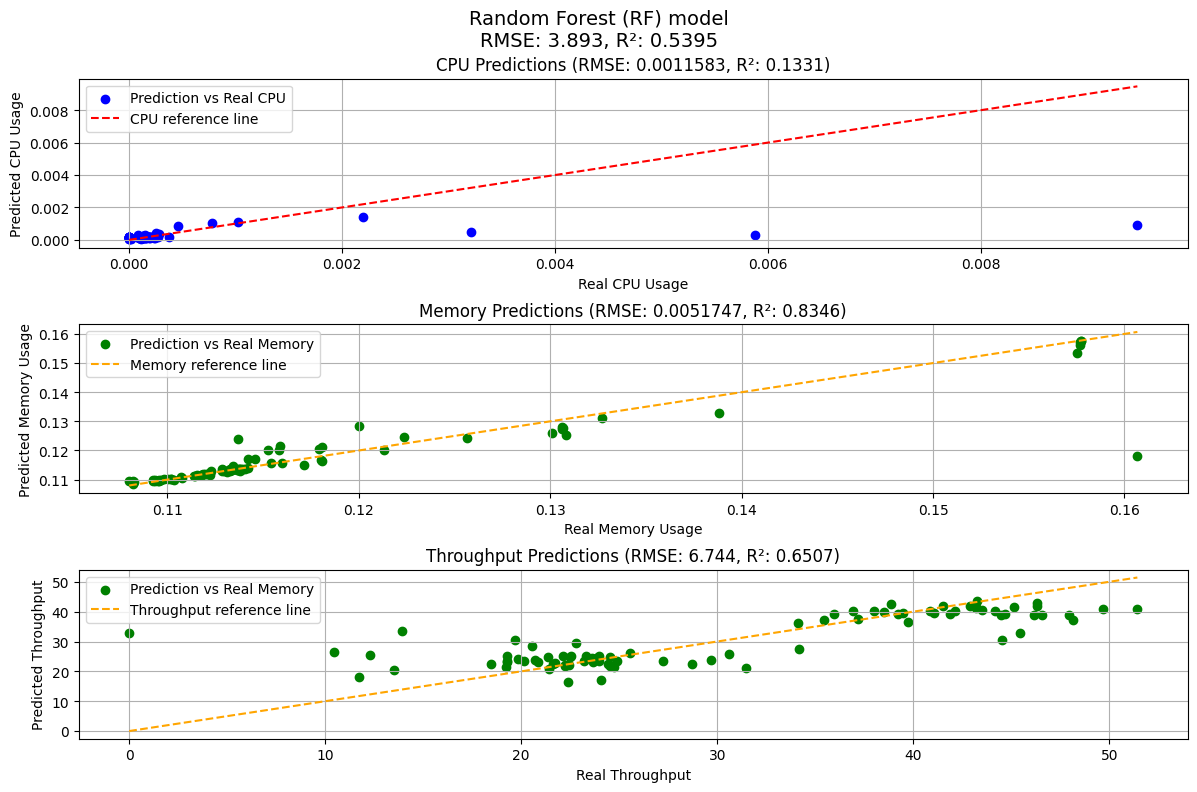 Random Forest (RF) model
RMSE: 3.893, R²: 0.5395
CPU Predictions (RMSE: 0.0011583, R²: 0.1331)
Prediction vs Real CPU
CPU reference line
Predicted CPU Usage
0.008
0.006
0.004
0.002
0.000
0.000 0.002 0.004 0.006 0.008
Real CPU Usage
Memory Predictions (RMSE: 0.0051747, R²: 0.8346)
Prediction vs Real Memory
Memory reference line
Predicted Memory Usage
0.16
0.15
0.14
0.13
0.12
0.11
0.11 0.12 0.13 0.14 0.15 0.16
Real Memory Usage
Throughput Predictions (RMSE: 6.744, R²: 0.6507)
Prediction vs Real Memory
Throughput reference line
Predicted Throughput
50
40
30
20
10
0
0 10 20 30 40 50
Real Throughput